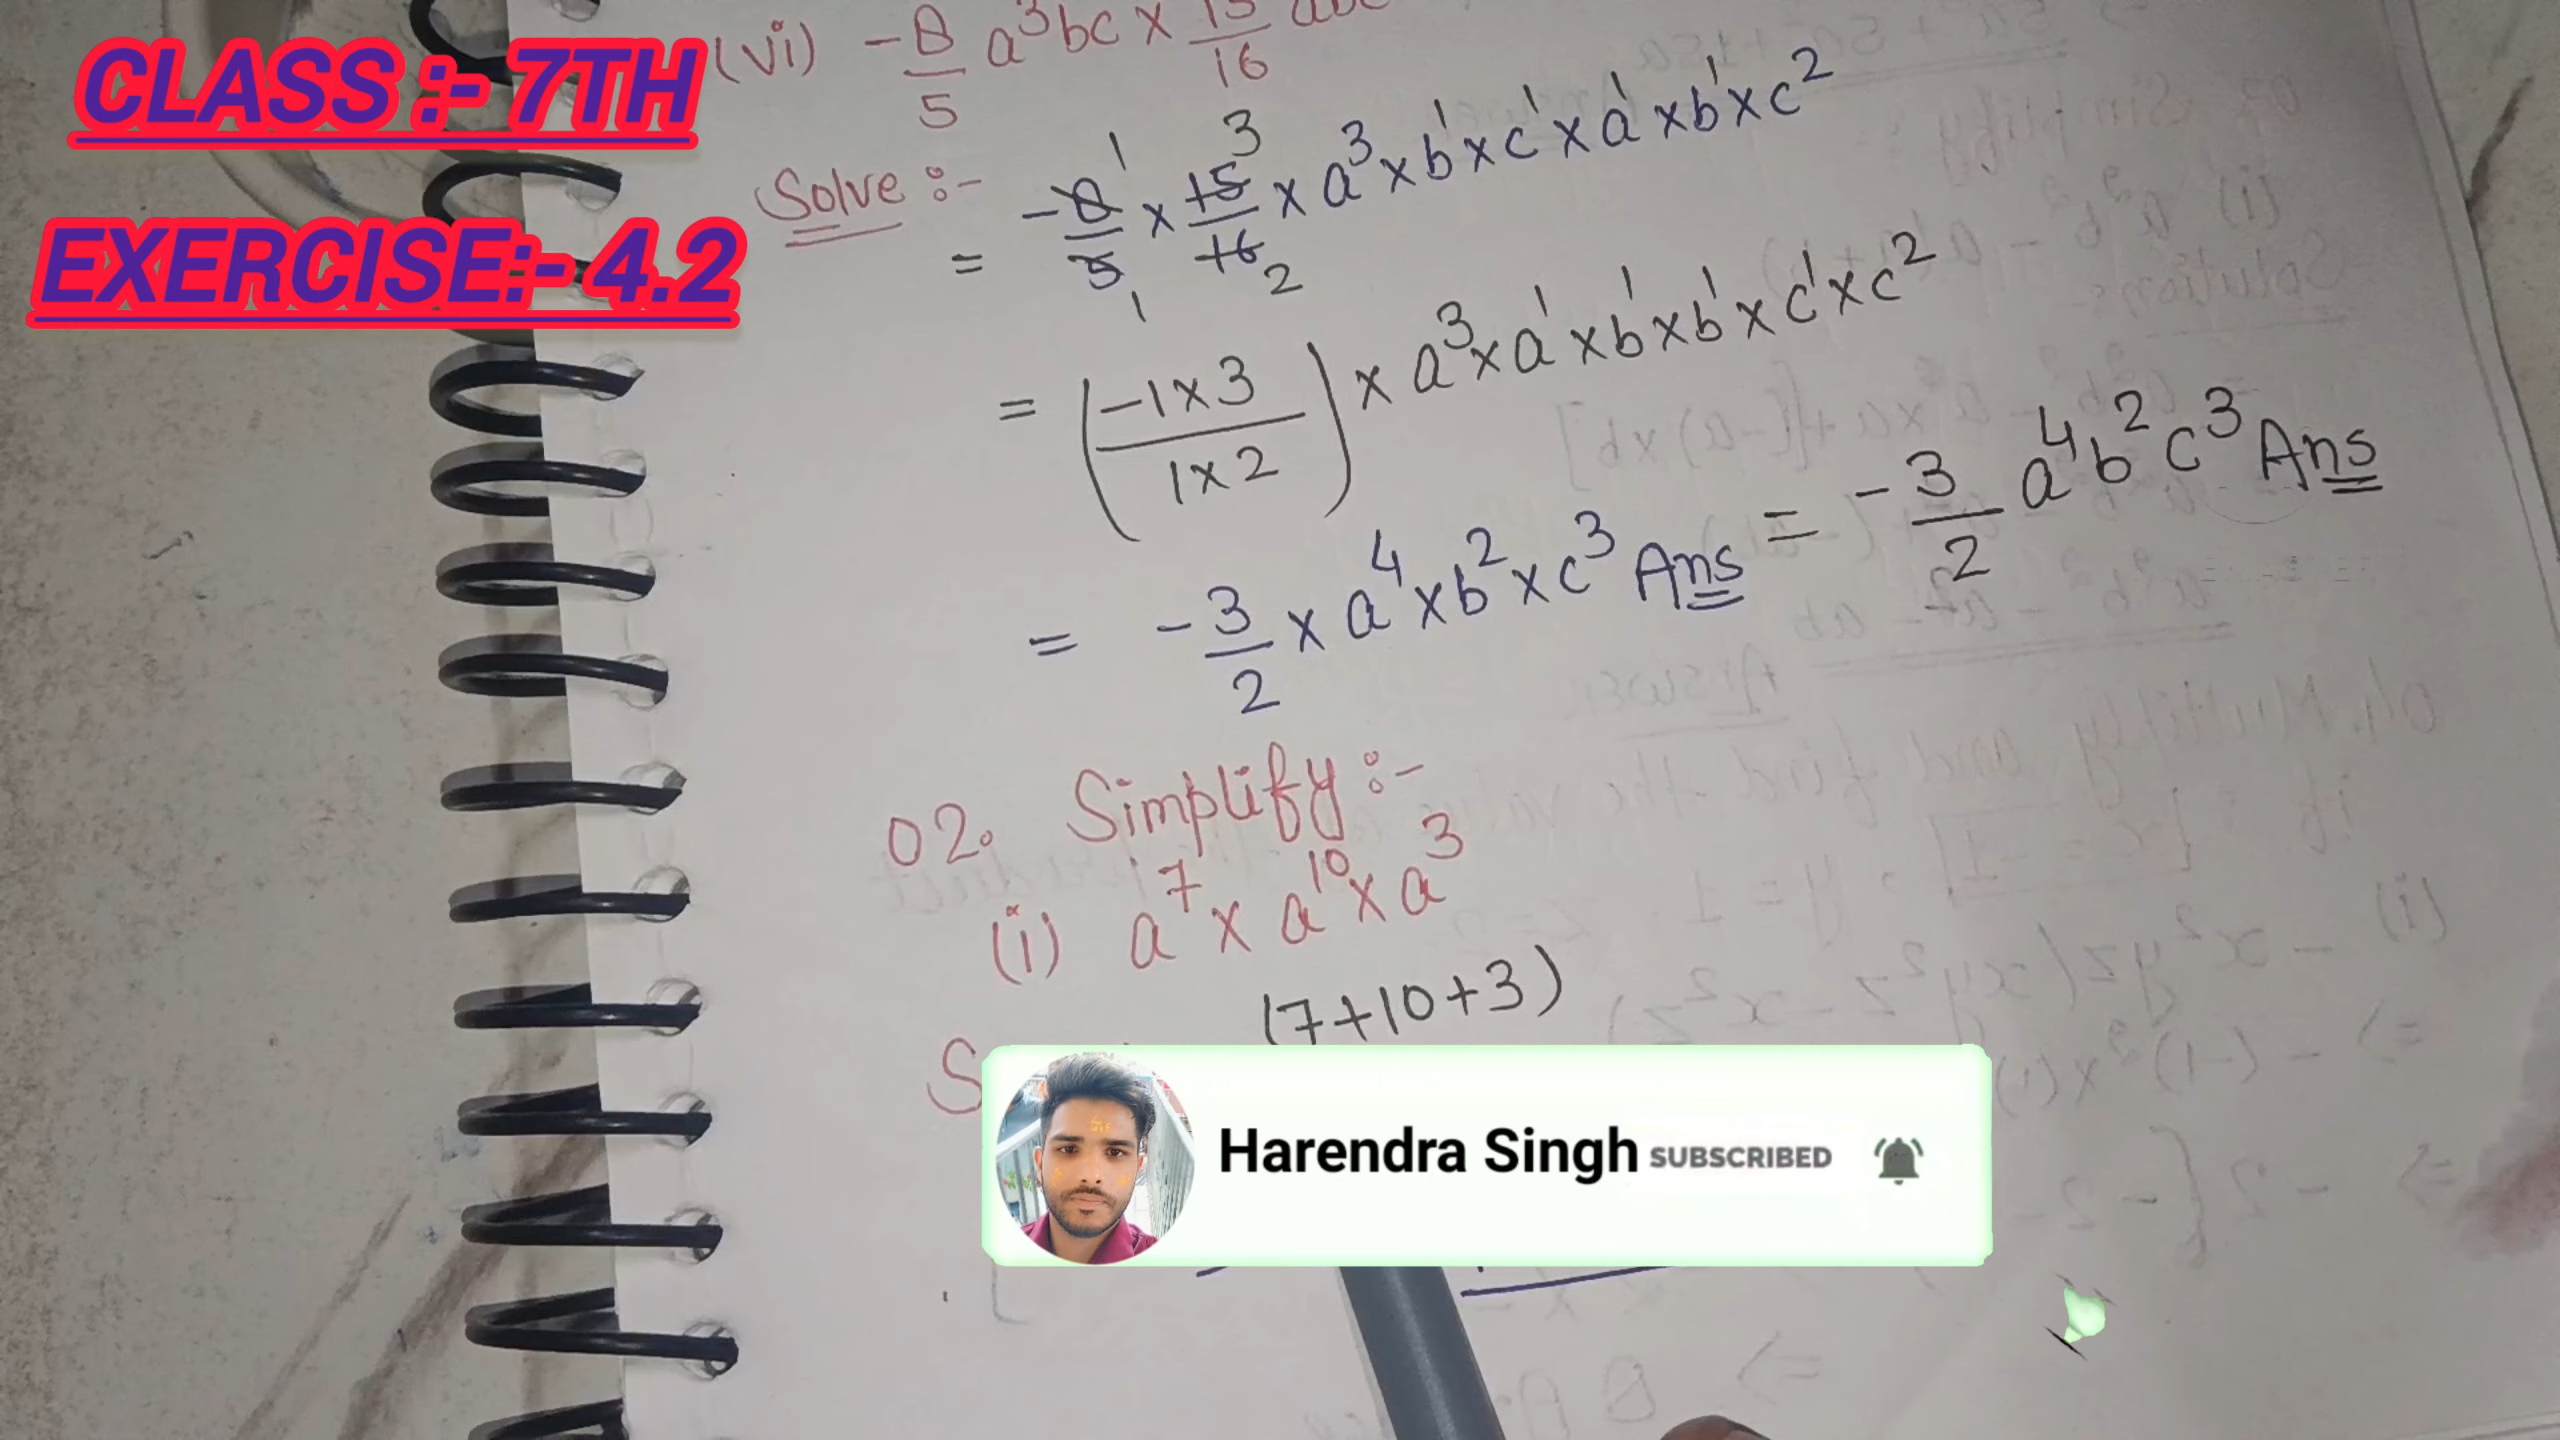 CLASS :- 7TH
EXERCISE:- 4.2
(vi) -8/5 a³bc × 15/16
Solve :-
= -8/5 × 15/16 × a³ × b¹ × c¹ × a¹ × b¹ × c²
= (-1×3 / 1×2) × a³ × a¹ × b¹ × b¹ × c¹ × c²
= -3/2 × a⁴ × b² × c³ Ans = -3/2 a⁴b²c³ Ans
02. Simplify :-
(i) a⁷ × a¹⁰ × a³
(7+10+3)
Harendra Singh SUBSCRIBED